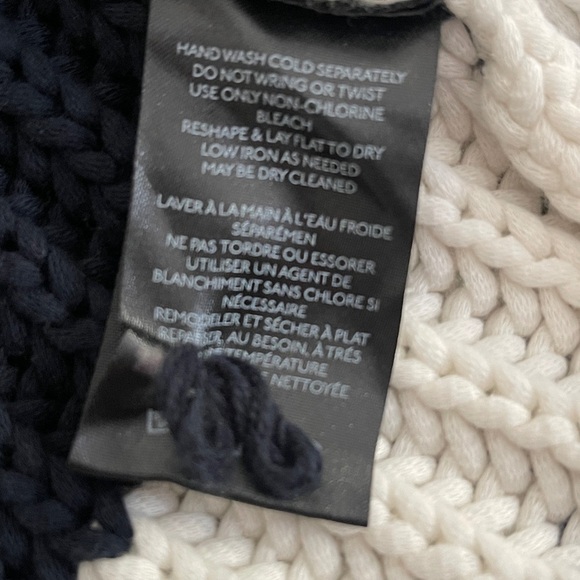 HAND WASH COLD SEPARATELY
DO NOT WRING OR TWIST
USE ONLY NON-CHLORINE
BLEACH
RESHAPE & LAY FLAT TO DRY
LOW IRON AS NEEDED
MAY BE DRY CLEANED
LAVER À LA MAIN À L'EAU FROIDE
SÉPARÉMEN
NE PAS TORDRE OU ESSORER
UTILISER UN AGENT DE
BLANCHIMENT SANS CHLORE SI
NÉCESSAIRE
REMODELER ET SÉCHER À PLAT
AU BESOIN, À TRÉS
TEMPÉRATURE
NETTOYÉE